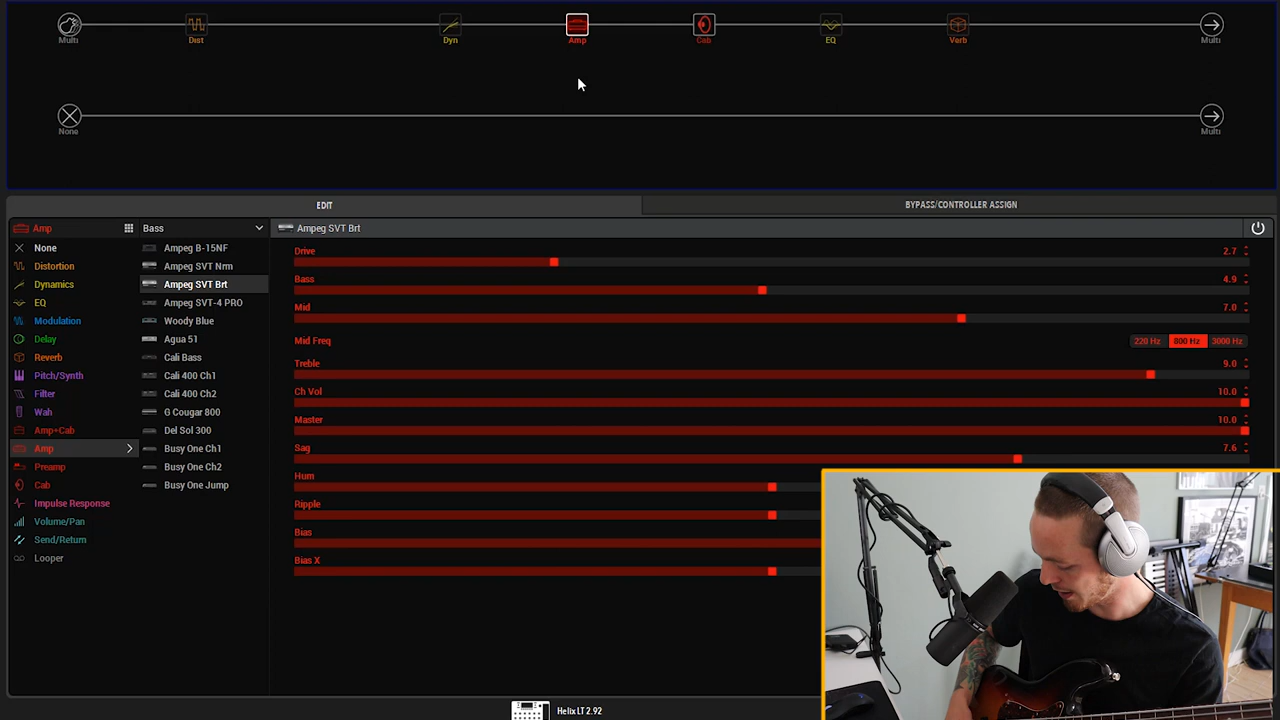 Multi Dist Dyn Amp Cab EQ Verb Multi
None Multi
EDIT BYPASS/CONTROLLER ASSIGN
Amp Bass Ampeg SVT Brt
None
Distortion
Dynamics
EQ
Modulation
Delay
Reverb
Pitch/Synth
Filter
Wah
Amp+Cab
Amp
Preamp
Cab
Impulse Response
Volume/Pan
Send/Return
Looper
Ampeg B-15NF
Ampeg SVT Nrm
Ampeg SVT Brt
Ampeg SVT-4 PRO
Woody Blue
Agua 51
Cali Bass
Cali 400 Ch1
Cali 400 Ch2
G Cougar 800
Del Sol 300
Busy One Ch1
Busy One Ch2
Busy One Jump
Drive 2.7
Bass 4.9
Mid 7.0
Mid Freq 220 Hz 800 Hz 3000 Hz
Treble 9.0
Ch Vol 10.0
Master 10.0
Sag 7.6
Hum
Ripple
Bias
Bias X
Helix LT 2.92